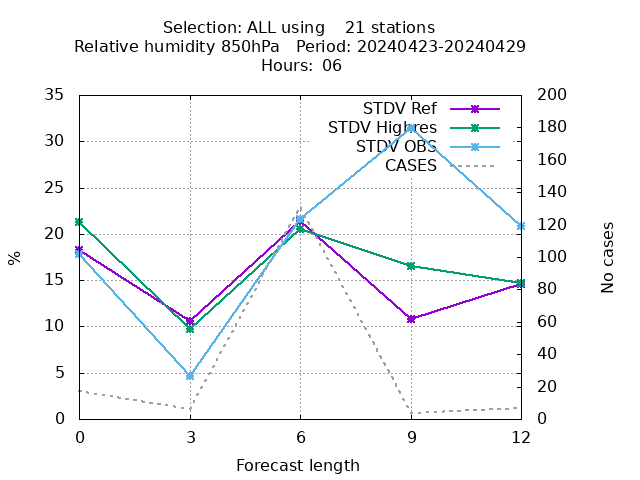 Selection: ALL using 21 stations
Relative humidity 850hPa Period: 20240423-20240429
Hours: 06
35
30
25
20
15
10
5
0
200
180
160
140
120
100
80
60
40
20
0
STDV Ref
STDV Highres
STDV OBS
CASES
%
No cases
0 3 6 9 12
Forecast length